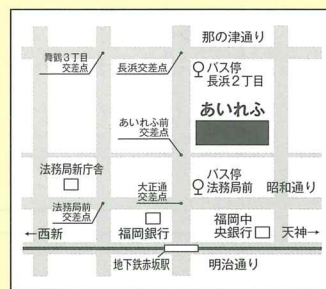 那の津通り
舞鶴3丁目
交差点
長浜交差点
バス停
長浜2丁目
あいれふ
あいれふ前
交差点
法務局新庁舎
大正通
交差点
バス停
法務局前
昭和通り
法務局前
交差点
←西新
福岡銀行
福岡中
央銀行
天神→
地下鉄赤坂駅
明治通り